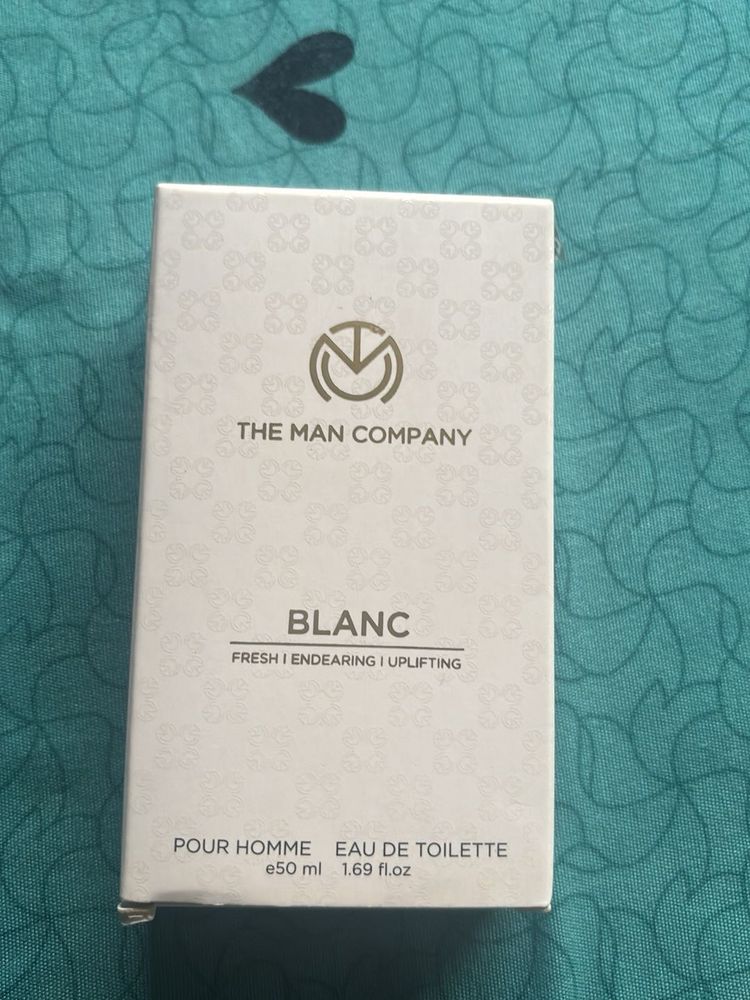 THE MAN COMPANY
BLANC
FRESH I ENDEARING I UPLIFTING
POUR HOMME EAU DE TOILETTE
e50 ml 1.69 fl.oz